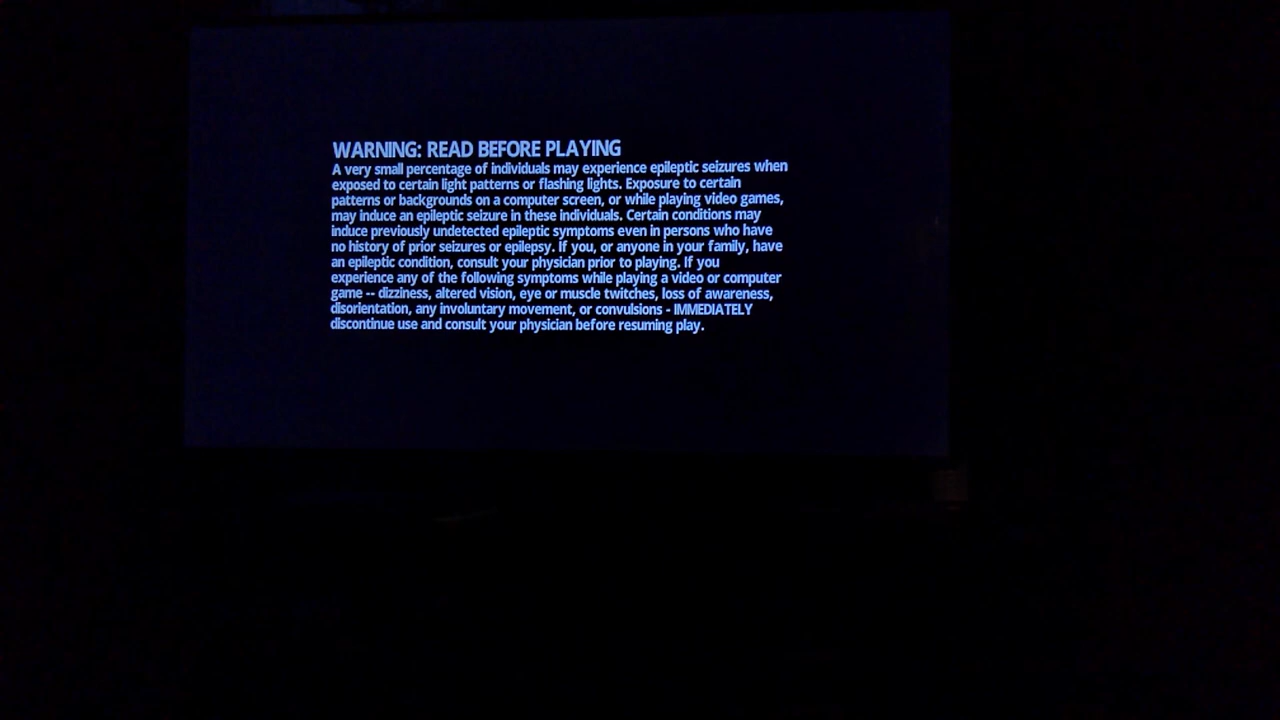 WARNING: READ BEFORE PLAYING
A very small percentage of individuals may experience epileptic seizures when
exposed to certain light patterns or flashing lights. Exposure to certain
patterns or backgrounds on a computer screen, or while playing video games,
may induce an epileptic seizure in these individuals. Certain conditions may
induce previously undetected epileptic symptoms even in persons who have
no history of prior seizures or epilepsy. If you, or anyone in your family, have
an epileptic condition, consult your physician prior to playing. If you
experience any of the following symptoms while playing a video or computer
game -- dizziness, altered vision, eye or muscle twitches, loss of awareness,
disorientation, any involuntary movement, or convulsions - IMMEDIATELY
discontinue use and consult your physician before resuming play.